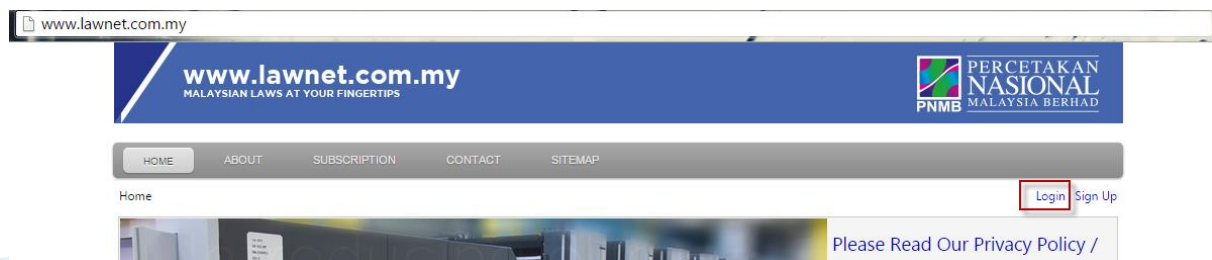 www.lawnet.com.my
www.lawnet.com.my
MALAYSIAN LAWS AT YOUR FINGERTIPS
PNMB
PERCETAKAN
NASIONAL
MALAYSIA BERHAD
HOME ABOUT SUBSCRIPTION CONTACT SITEMAP
Home
Login Sign Up
Please Read Our Privacy Policy /